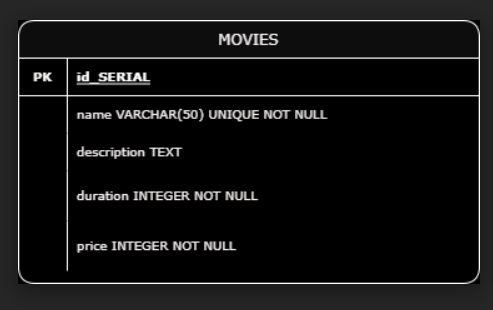 MOVIES
PK id_SERIAL
name VARCHAR(50) UNIQUE NOT NULL
description TEXT
duration INTEGER NOT NULL
price INTEGER NOT NULL